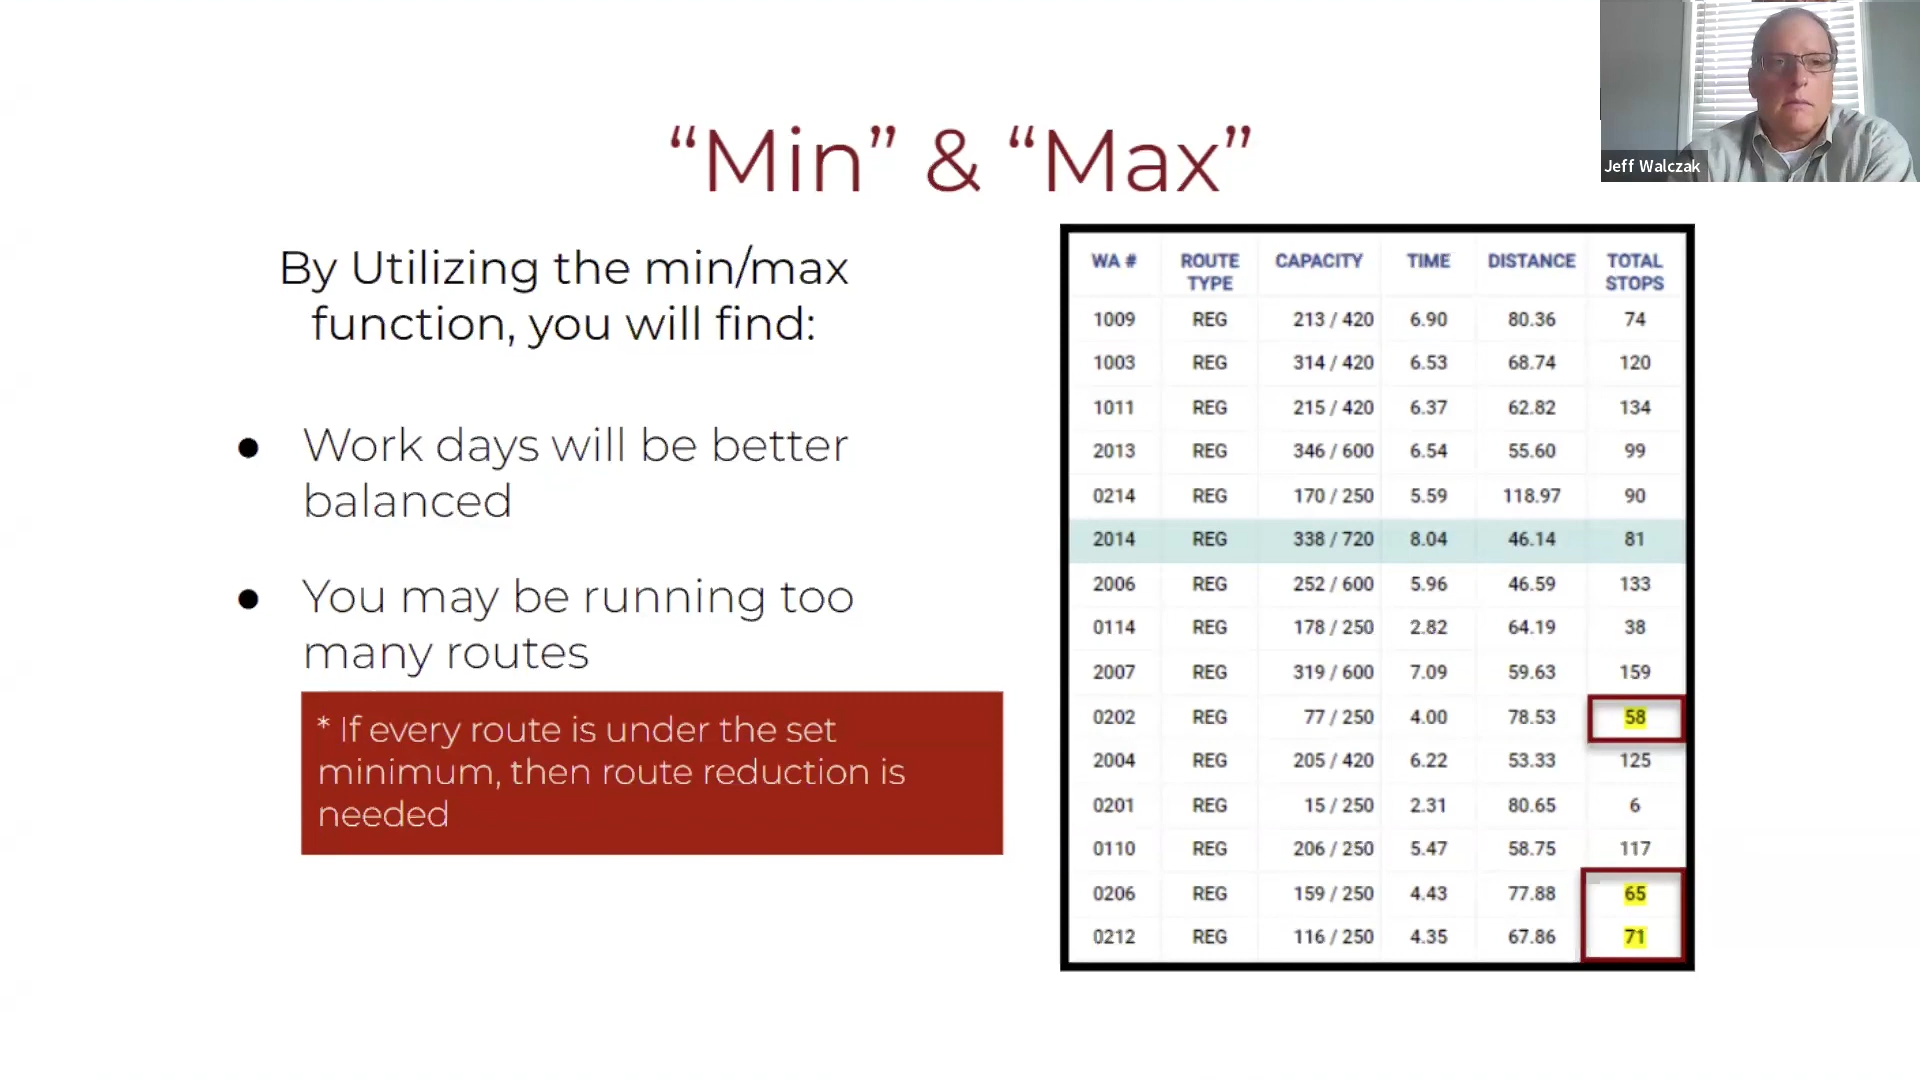 “Min” & “Max”
Jeff Walczak
By Utilizing the min/max
function, you will find:
● Work days will be better
balanced
● You may be running too
many routes
* If every route is under the set
minimum, then route reduction is
needed
WA # ROUTE TYPE CAPACITY TIME DISTANCE TOTAL STOPS
1009 REG 213 / 420 6.90 80.36 74
1003 REG 314 / 420 6.53 68.74 120
1011 REG 215 / 420 6.37 62.82 134
2013 REG 346 / 600 6.54 55.60 99
0214 REG 170 / 250 5.59 118.97 90
2014 REG 338 / 720 8.04 46.14 81
2006 REG 252 / 600 5.96 46.59 133
0114 REG 178 / 250 2.82 64.19 38
2007 REG 319 / 600 7.09 59.63 159
0202 REG 77 / 250 4.00 78.53 58
2004 REG 205 / 420 6.22 53.33 125
0201 REG 15 / 250 2.31 80.65 6
0110 REG 206 / 250 5.47 58.75 117
0206 REG 159 / 250 4.43 77.88 65
0212 REG 116 / 250 4.35 67.86 71